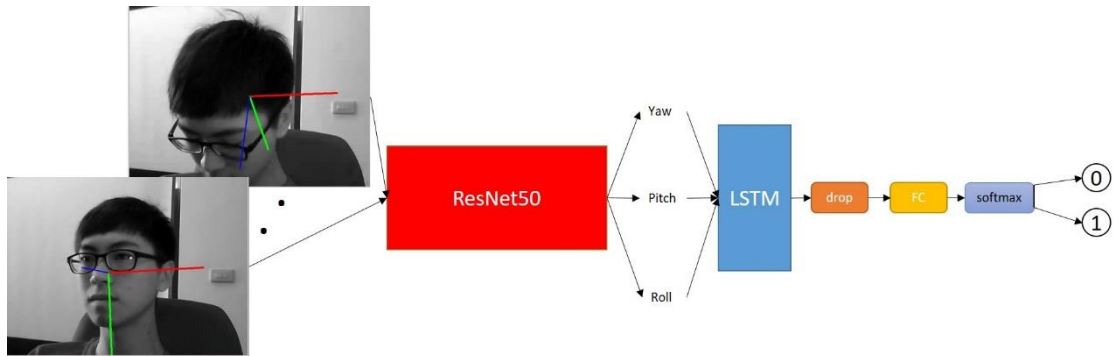 Yaw
ResNet50
Pitch
LSTM
drop
FC
softmax
0
1
Roll